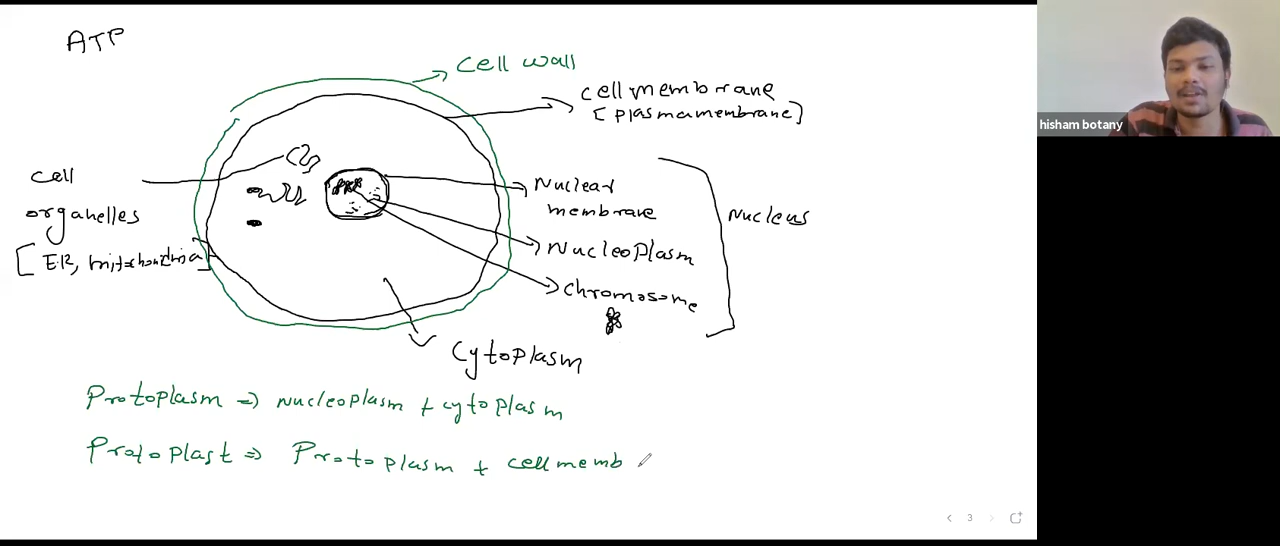 ATP
cell wall
cell membrane
[plasmamembrane]
hisham botany
cell
organelles
[E.R, mitochondria]
Nuclear
membrane
Nucleoplasm
chromosome
Nucleus
cytoplasm
Protoplasm => nucleoplasm + cytoplasm
Protoplast => Protoplasm + cell memb
3